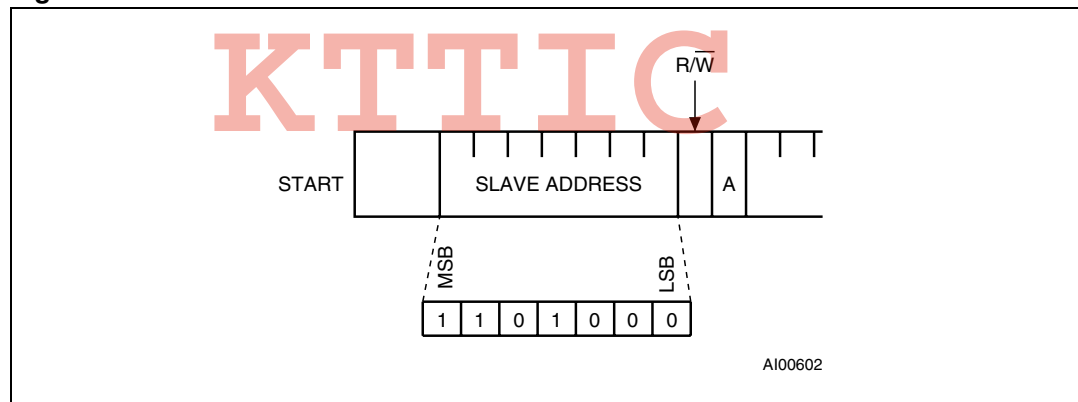 KTTIC
R/W̅
START
SLAVE ADDRESS
A
MSB
LSB
1 1 0 1 0 0 0
AI00602